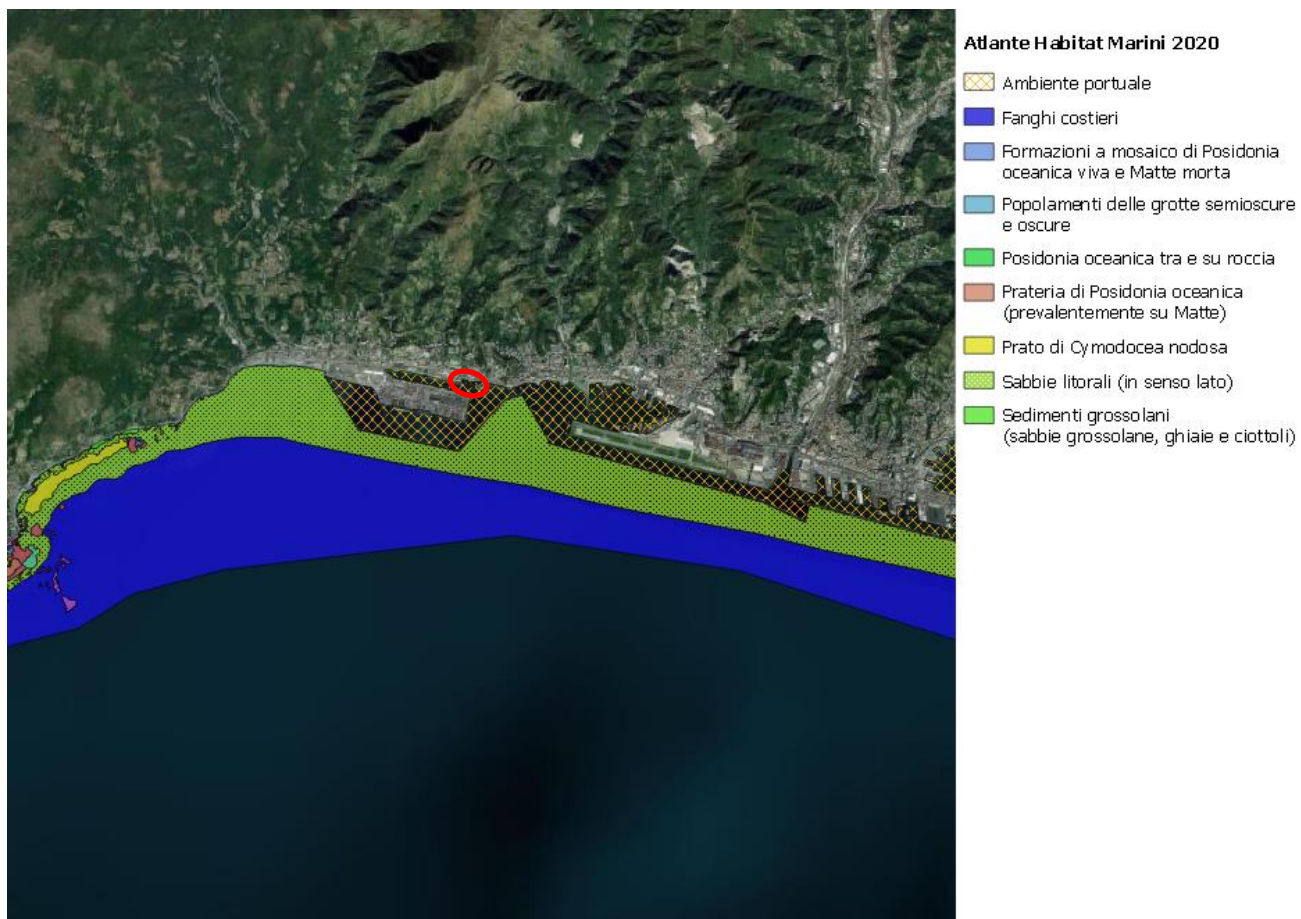 Atlante Habitat Marini 2020
Ambiente portuale
Fanghi costieri
Formazioni a mosaico di Posidonia
oceanica viva e Matte morta
Popolamenti delle grotte semioscure
e oscure
Posidonia oceanica tra e su roccia
Prateria di Posidonia oceanica
(prevalentemente su Matte)
Prato di Cymodocea nodosa
Sabbie litorali (in senso lato)
Sedimenti grossolani
(sabbie grossolane, ghiaie e ciottoli)